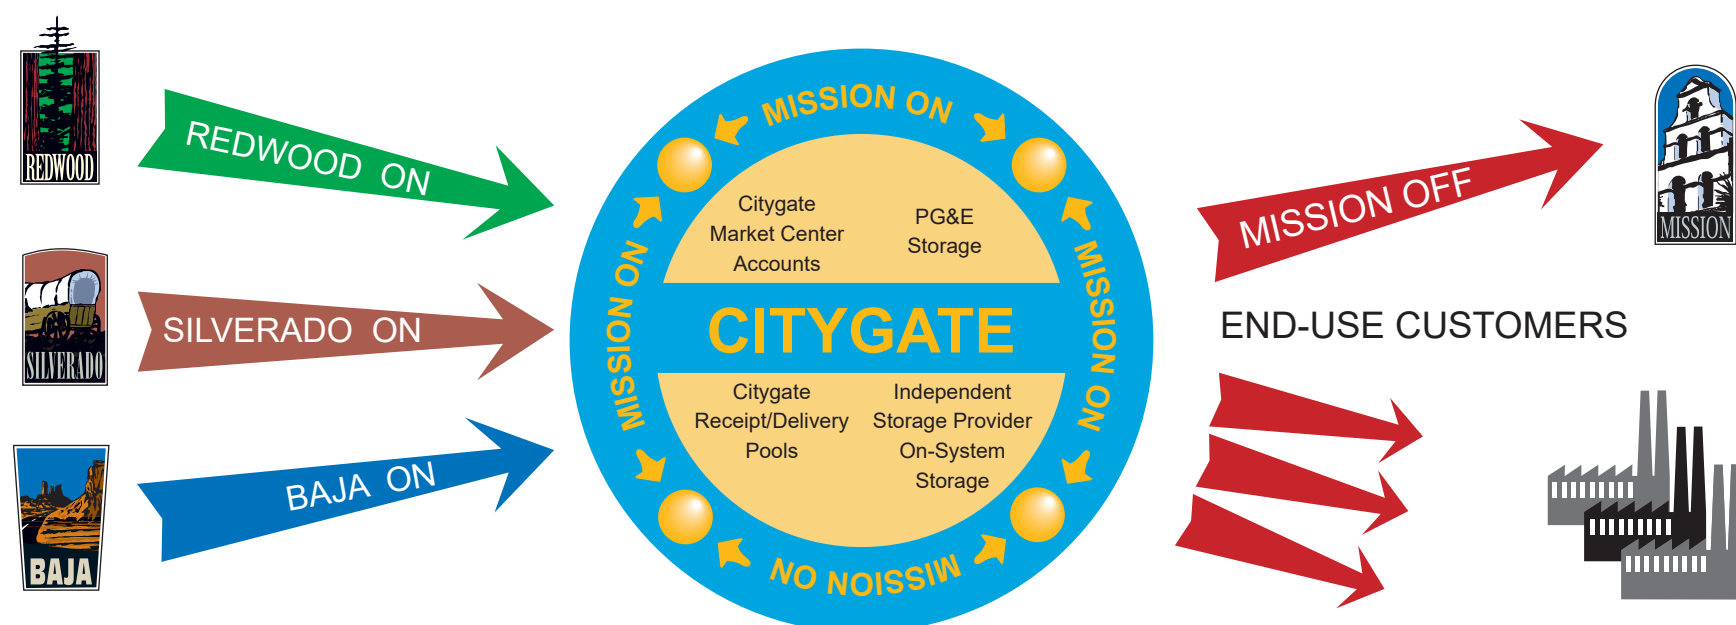 REDWOOD
REDWOOD ON
SILVERADO
SILVERADO ON
BAJA
BAJA ON
MISSION ON
MISSION ON
MISSION ON
MISSION ON
Citygate
Market Center
Accounts
PG&E
Storage
CITYGATE
Citygate
Receipt/Delivery
Pools
Independent
Storage Provider
On-System
Storage
MISSION OFF
MISSION
END-USE CUSTOMERS